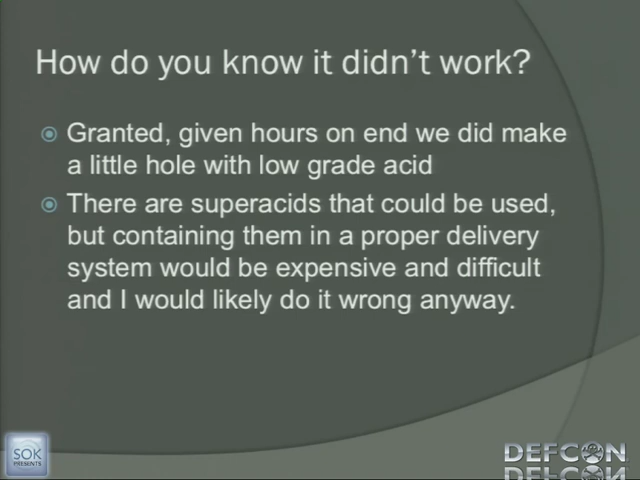 How do you know it didn't work?
Granted, given hours on end we did make
a little hole with low grade acid
There are superacids that could be used,
but containing them in a proper delivery
system would be expensive and difficult
and I would likely do it wrong anyway.
SOK
PRESENTS
DEFCON